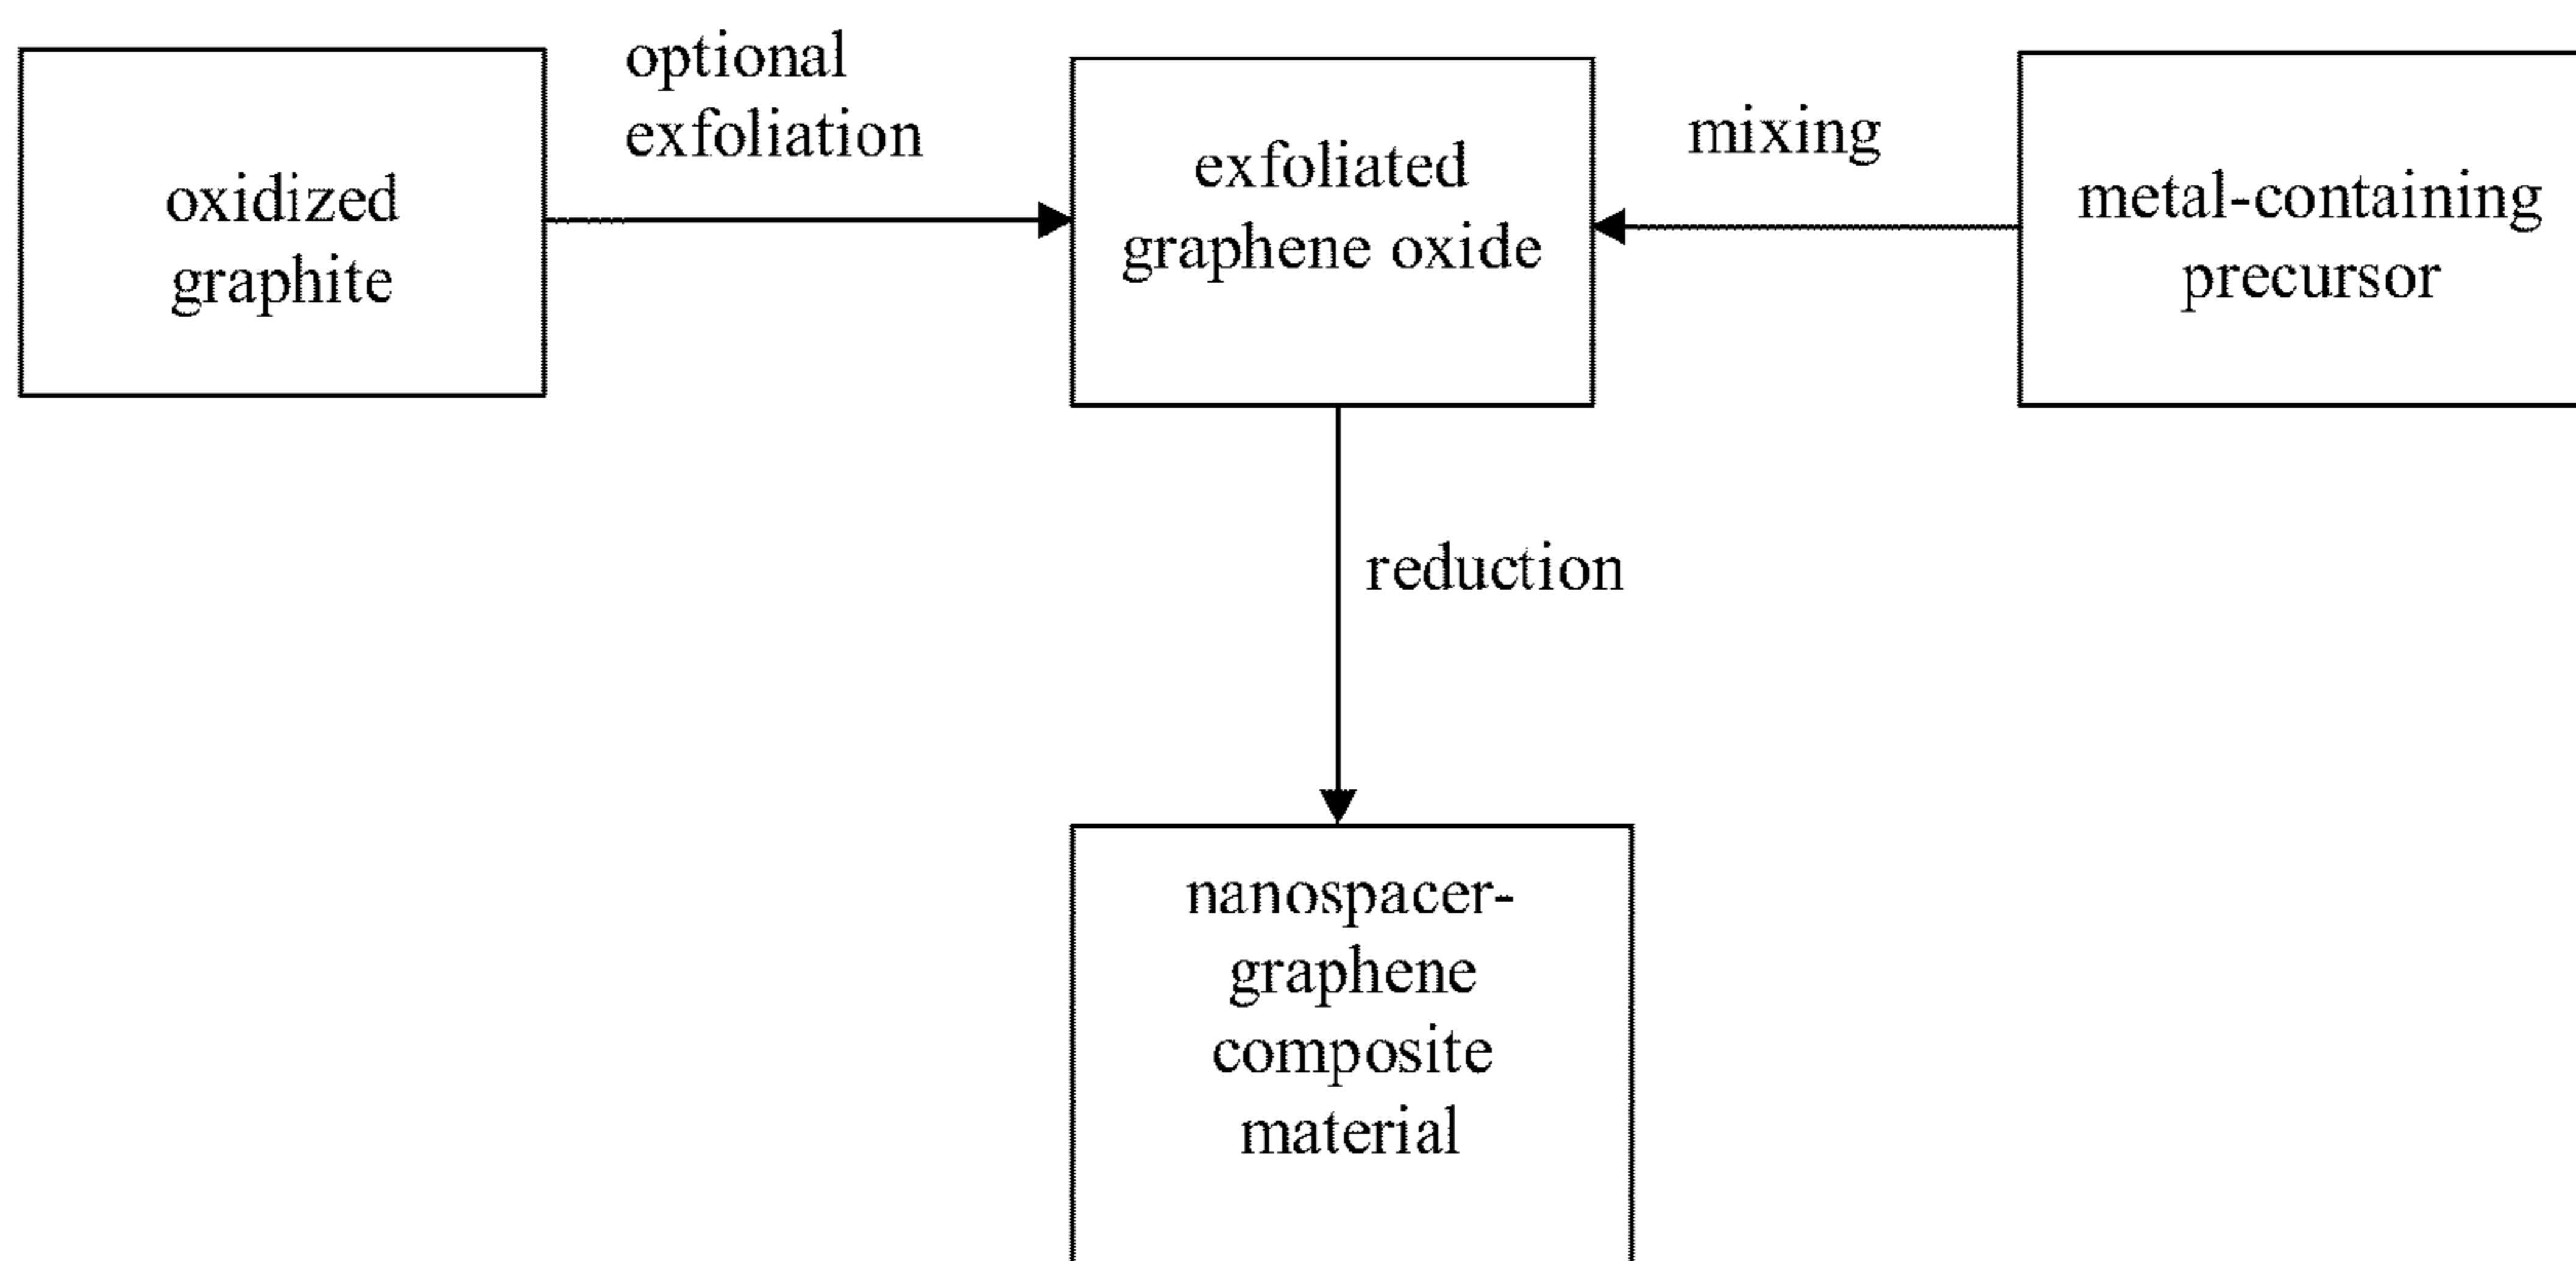 oxidized
graphite
optional
exfoliation
exfoliated
graphene oxide
mixing
metal-containing
precursor
reduction
nanospacer-
graphene
composite
material